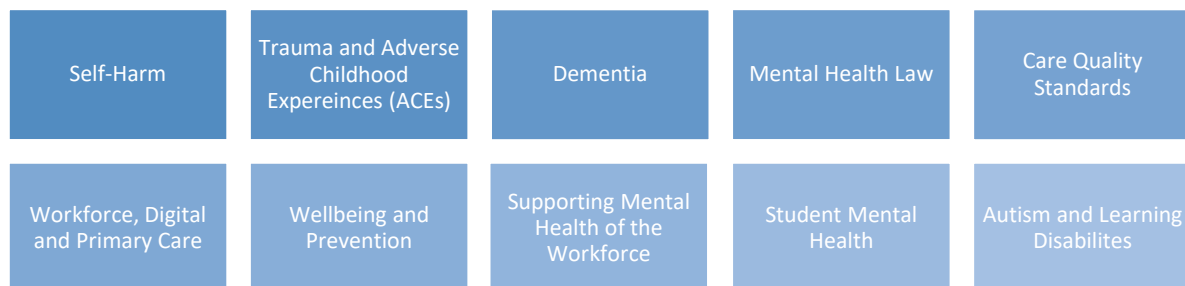 Self-Harm
Trauma and Adverse
Childhood
Expereinces (ACEs)
Dementia
Mental Health Law
Care Quality
Standards
Workforce, Digital
and Primary Care
Wellbeing and
Prevention
Supporting Mental
Health of the
Workforce
Student Mental
Health
Autism and Learning
Disabilites